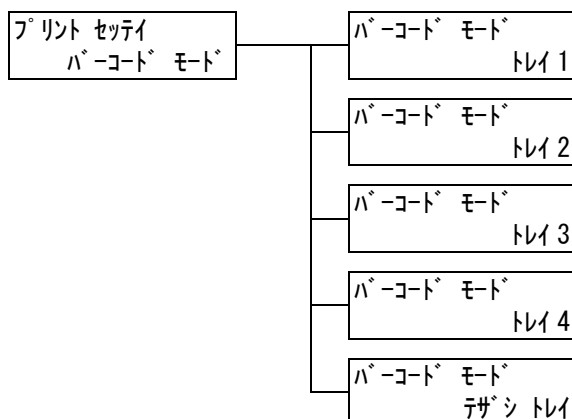 ﾌﾟﾘﾝﾄ ｾｯﾃｲ
ﾊﾞｰｺｰﾄﾞ ﾓｰﾄﾞ
ﾊﾞｰｺｰﾄﾞ ﾓｰﾄﾞ
ﾄﾚｲ 1
ﾊﾞｰｺｰﾄﾞ ﾓｰﾄﾞ
ﾄﾚｲ 2
ﾊﾞｰｺｰﾄﾞ ﾓｰﾄﾞ
ﾄﾚｲ 3
ﾊﾞｰｺｰﾄﾞ ﾓｰﾄﾞ
ﾄﾚｲ 4
ﾊﾞｰｺｰﾄﾞ ﾓｰﾄﾞ
ﾃｻﾞｼ ﾄﾚｲ